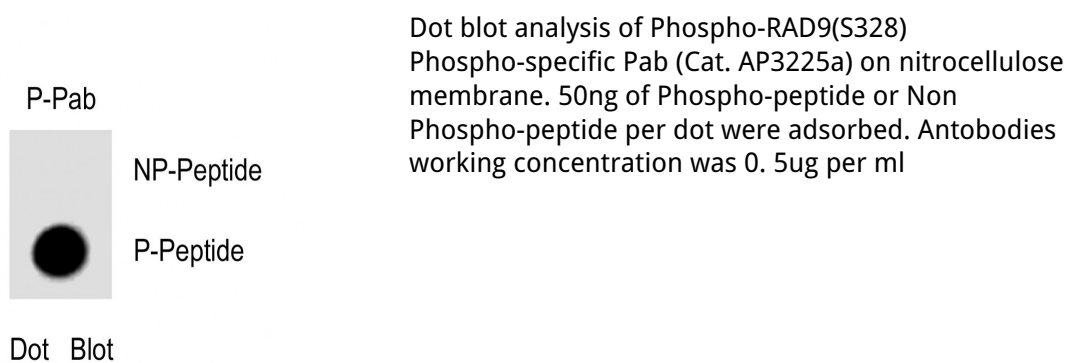 P-Pab
NP-Peptide
P-Peptide
Dot Blot
Dot blot analysis of Phospho-RAD9(S328)
Phospho-specific Pab (Cat. AP3225a) on nitrocellulose
membrane. 50ng of Phospho-peptide or Non
Phospho-peptide per dot were adsorbed. Antobodies
working concentration was 0. 5ug per ml